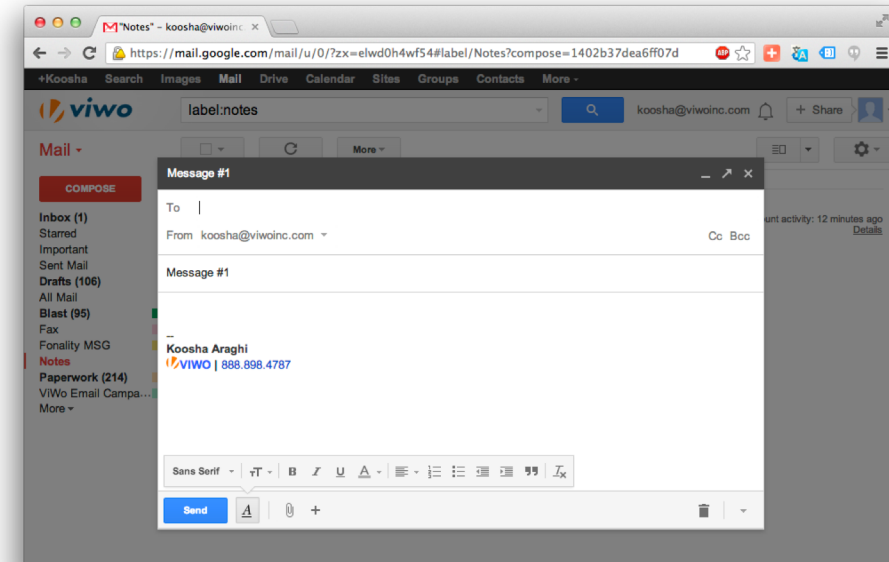 "Notes" – koosha@viwoinc
https://mail.google.com/mail/u/0/?zx=elwd0h4wf54#label/Notes?compose=1402b37dea6ff07d
ABP
+Koosha Search Images Mail Drive Calendar Sites Groups Contacts More
viwo
label:notes
koosha@viwoinc.com
+ Share
Mail
More
COMPOSE
Inbox (1)
Starred
Important
Sent Mail
Drafts (106)
All Mail
Blast (95)
Fax
Fonality MSG
Notes
Paperwork (214)
ViWo Email Campa...
More
Message #1
To
From koosha@viwoinc.com
Cc Bcc
Message #1
--
Koosha Araghi
VIWO | 888.898.4787
Sans Serif
B I U A
Send A
unt activity: 12 minutes ago
Details